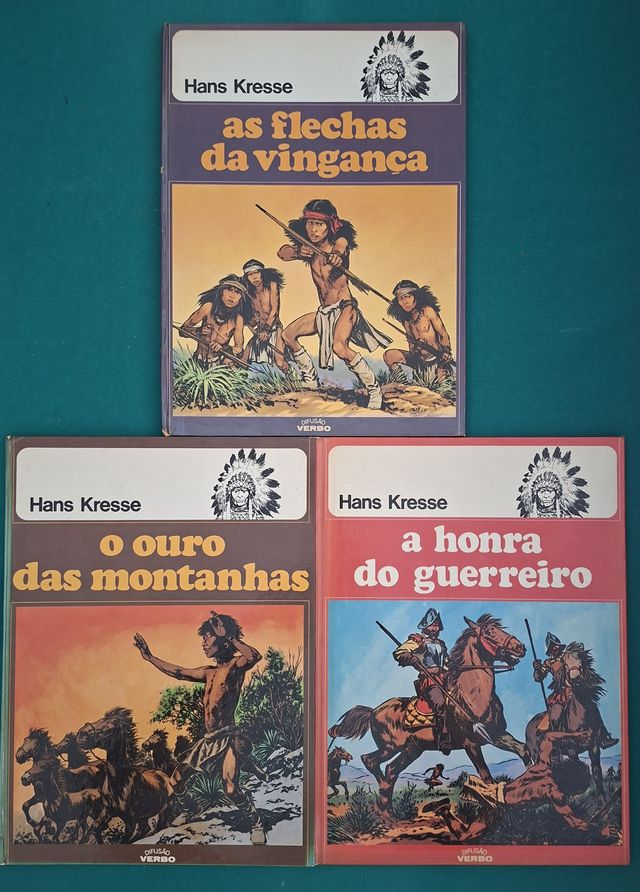 Hans Kresse
as flechas
da vingança
DIFUSÃO
VERBO
Hans Kresse
o ouro
das montanhas
DIFUSÃO
VERBO
Hans Kresse
a honra
do guerreiro
DIFUSÃO
VERBO